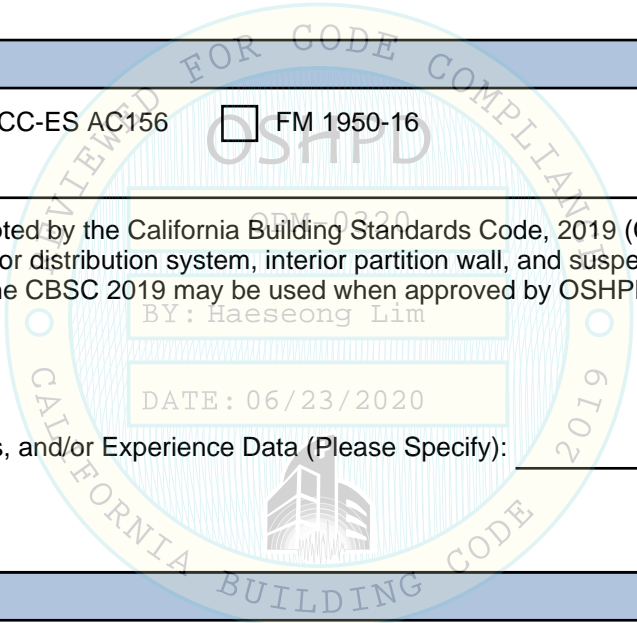 REVIEWED FOR CODE COMPLIANCE
CC-ES AC156 FM 1950-16
OSHPD
OPM-0320
oted by the California Building Standards Code, 2019 (C
or distribution system, interior partition wall, and suspe
he CBSC 2019 may be used when approved by OSHPD
BY: Haeseong Lim
DATE: 06/23/2020
s, and/or Experience Data (Please Specify):
CALIFORNIA BUILDING CODE 2019